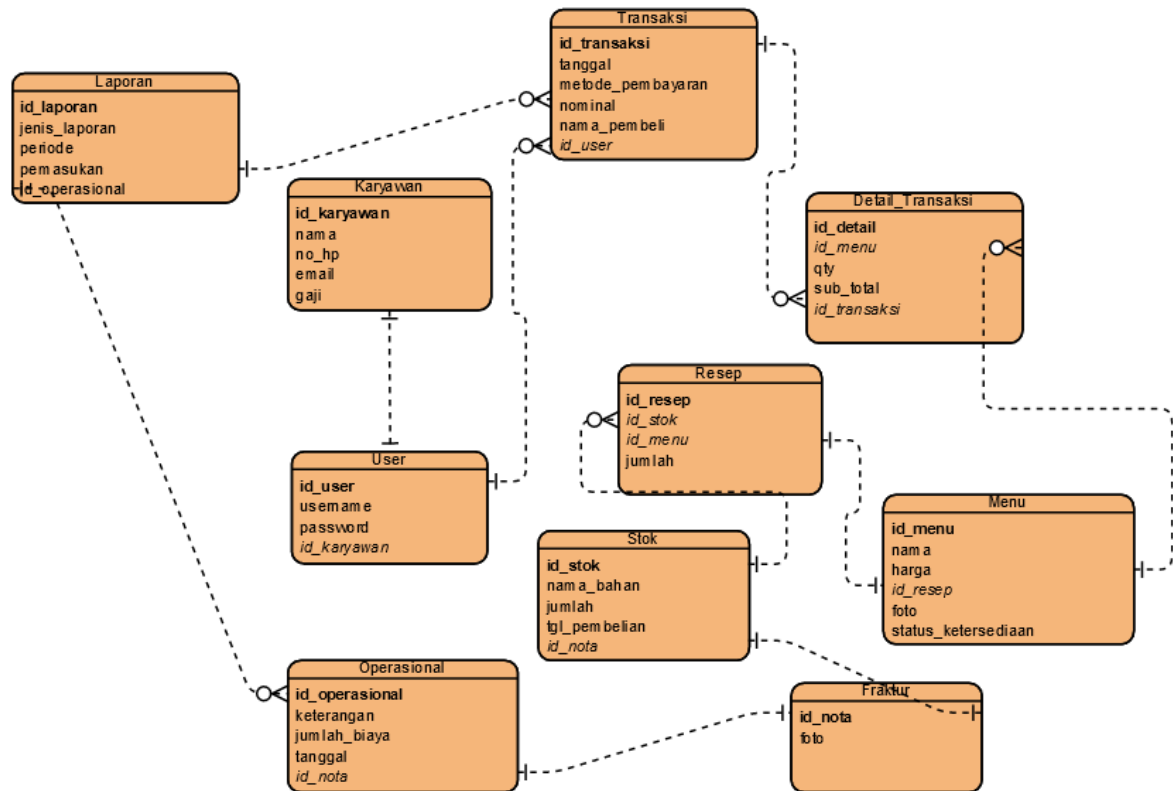 Transaksi
id_transaksi
tanggal
metode_pembayaran
nominal
nama_pembeli
id_user
Laporan
id_laporan
jenis_laporan
periode
pemasukan
id_operasional
Karyawan
id_karyawan
nama
no_hp
email
gaji
Detail_Transaksi
id_detail
id_menu
qty
sub_total
id_transaksi
Resep
id_resep
id_stok
id_menu
jumlah
User
id_user
username
password
id_karyawan
Menu
id_menu
nama
harga
id_resep
foto
status_ketersediaan
Stok
id_stok
nama_bahan
jumlah
tgl_pembelian
id_nota
Operasional
id_operasional
keterangan
jumlah_biaya
tanggal
id_nota
Fraktur
id_nota
foto